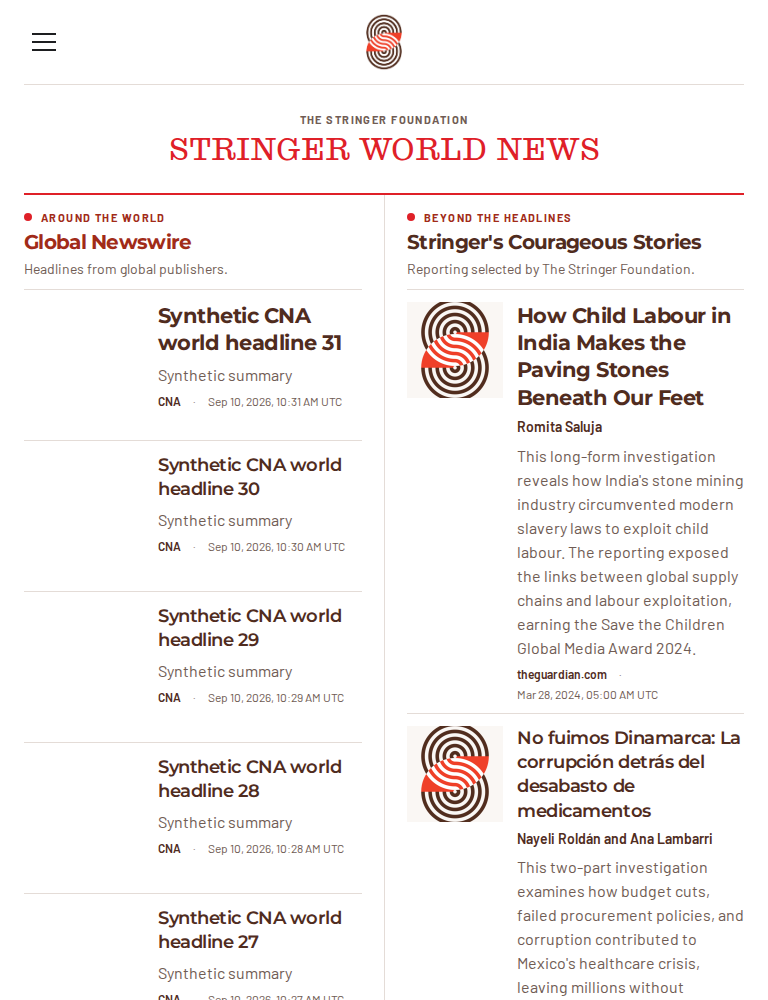 THE STRINGER FOUNDATION
STRINGER WORLD NEWS
AROUND THE WORLD
Global Newswire
Headlines from global publishers.
Synthetic CNA
world headline 31
Synthetic summary
CNA · Sep 10, 2026, 10:31 AM UTC
Synthetic CNA world
headline 30
Synthetic summary
CNA · Sep 10, 2026, 10:30 AM UTC
Synthetic CNA world
headline 29
Synthetic summary
CNA · Sep 10, 2026, 10:29 AM UTC
Synthetic CNA world
headline 28
Synthetic summary
CNA · Sep 10, 2026, 10:28 AM UTC
Synthetic CNA world
headline 27
Synthetic summary
CNA · Sep 10, 2026, 10:27 AM UTC
BEYOND THE HEADLINES
Stringer's Courageous Stories
Reporting selected by The Stringer Foundation.
How Child Labour in
India Makes the
Paving Stones
Beneath Our Feet
Romita Saluja
This long-form investigation
reveals how India's stone mining
industry circumvented modern
slavery laws to exploit child
labour. The reporting exposed
the links between global supply
chains and labour exploitation,
earning the Save the Children
Global Media Award 2024.
theguardian.com ·
Mar 28, 2024, 05:00 AM UTC
No fuimos Dinamarca: La
corrupción detrás del
desabasto de
medicamentos
Nayeli Roldán and Ana Lambarri
This two-part investigation
examines how budget cuts,
failed procurement policies, and
corruption contributed to
Mexico's healthcare crisis,
leaving millions without